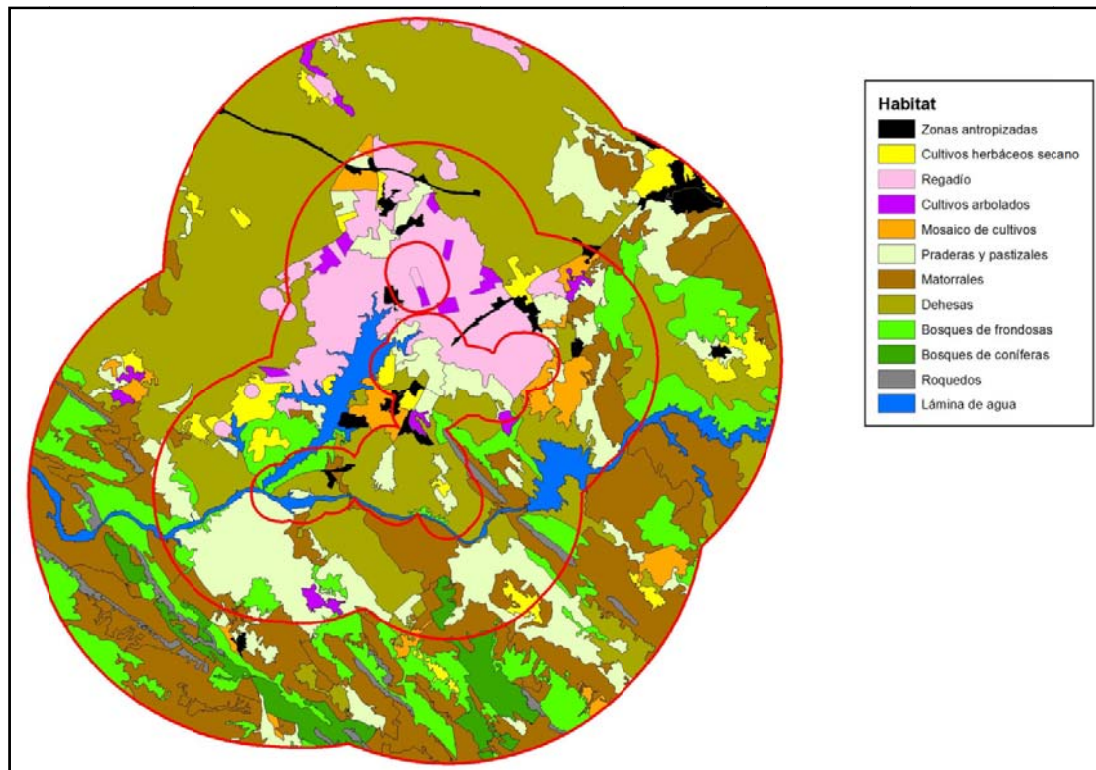 Habitat
Zonas antropizadas
Cultivos herbáceos secano
Regadío
Cultivos arbolados
Mosaico de cultivos
Praderas y pastizales
Matorrales
Dehesas
Bosques de frondosas
Bosques de coníferas
Roquedos
Lámina de agua